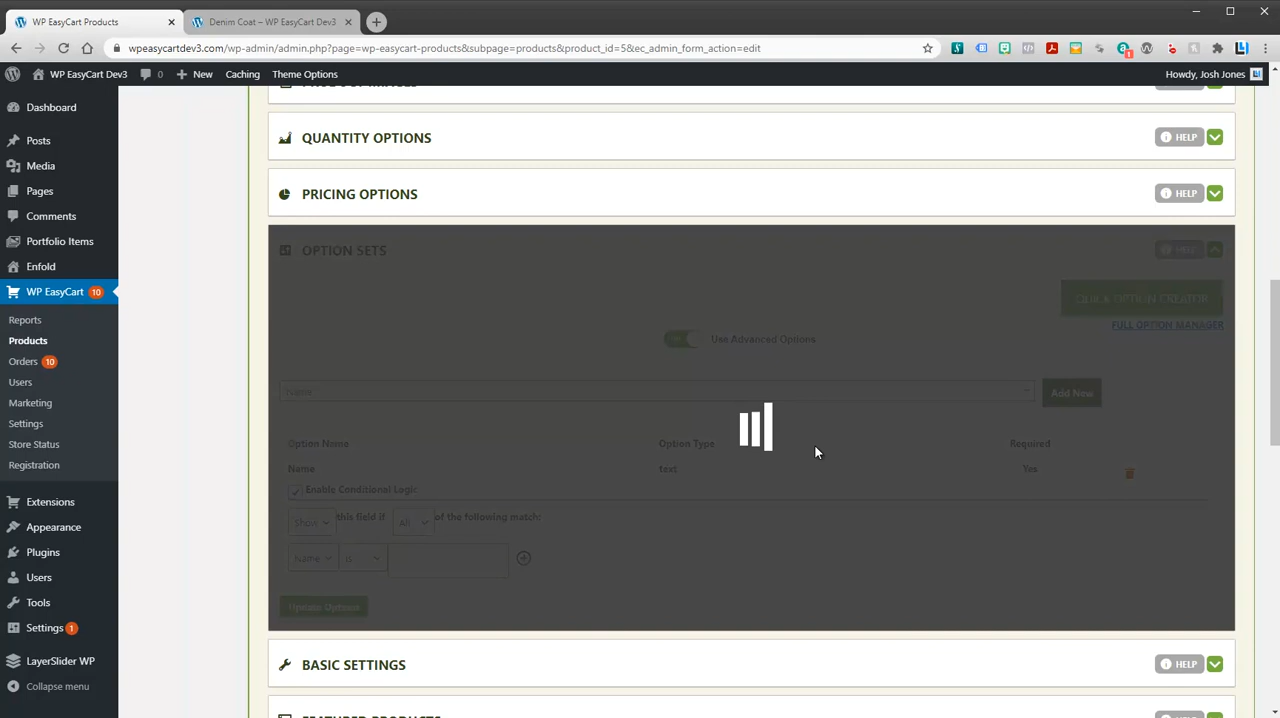 WP EasyCart Products
Denim Coat – WP EasyCart Dev3
wpeasycartdev3.com/wp-admin/admin.php?page=wp-easycart-products&subpage=products&product_id=5&ec_admin_form_action=edit
WP EasyCart Dev3 0 New Caching Theme Options Howdy, Josh Jones
Dashboard
Posts
Media
Pages
Comments
Portfolio Items
Enfold
WP EasyCart 10
Reports
Products
Orders 10
Users
Marketing
Settings
Store Status
Registration
Extensions
Appearance
Plugins
Users
Tools
Settings 1
LayerSlider WP
Collapse menu
QUANTITY OPTIONS HELP
PRICING OPTIONS HELP
OPTION SETS HELP
QUICK OPTION CREATOR
FULL OPTION MANAGER
Use Advanced Options
Name Add New
Option Name Option Type Required
Name text Yes
Enable Conditional Logic
Show this field if All of the following match:
Name is
Update Options
BASIC SETTINGS HELP
FEATURED PRODUCTS